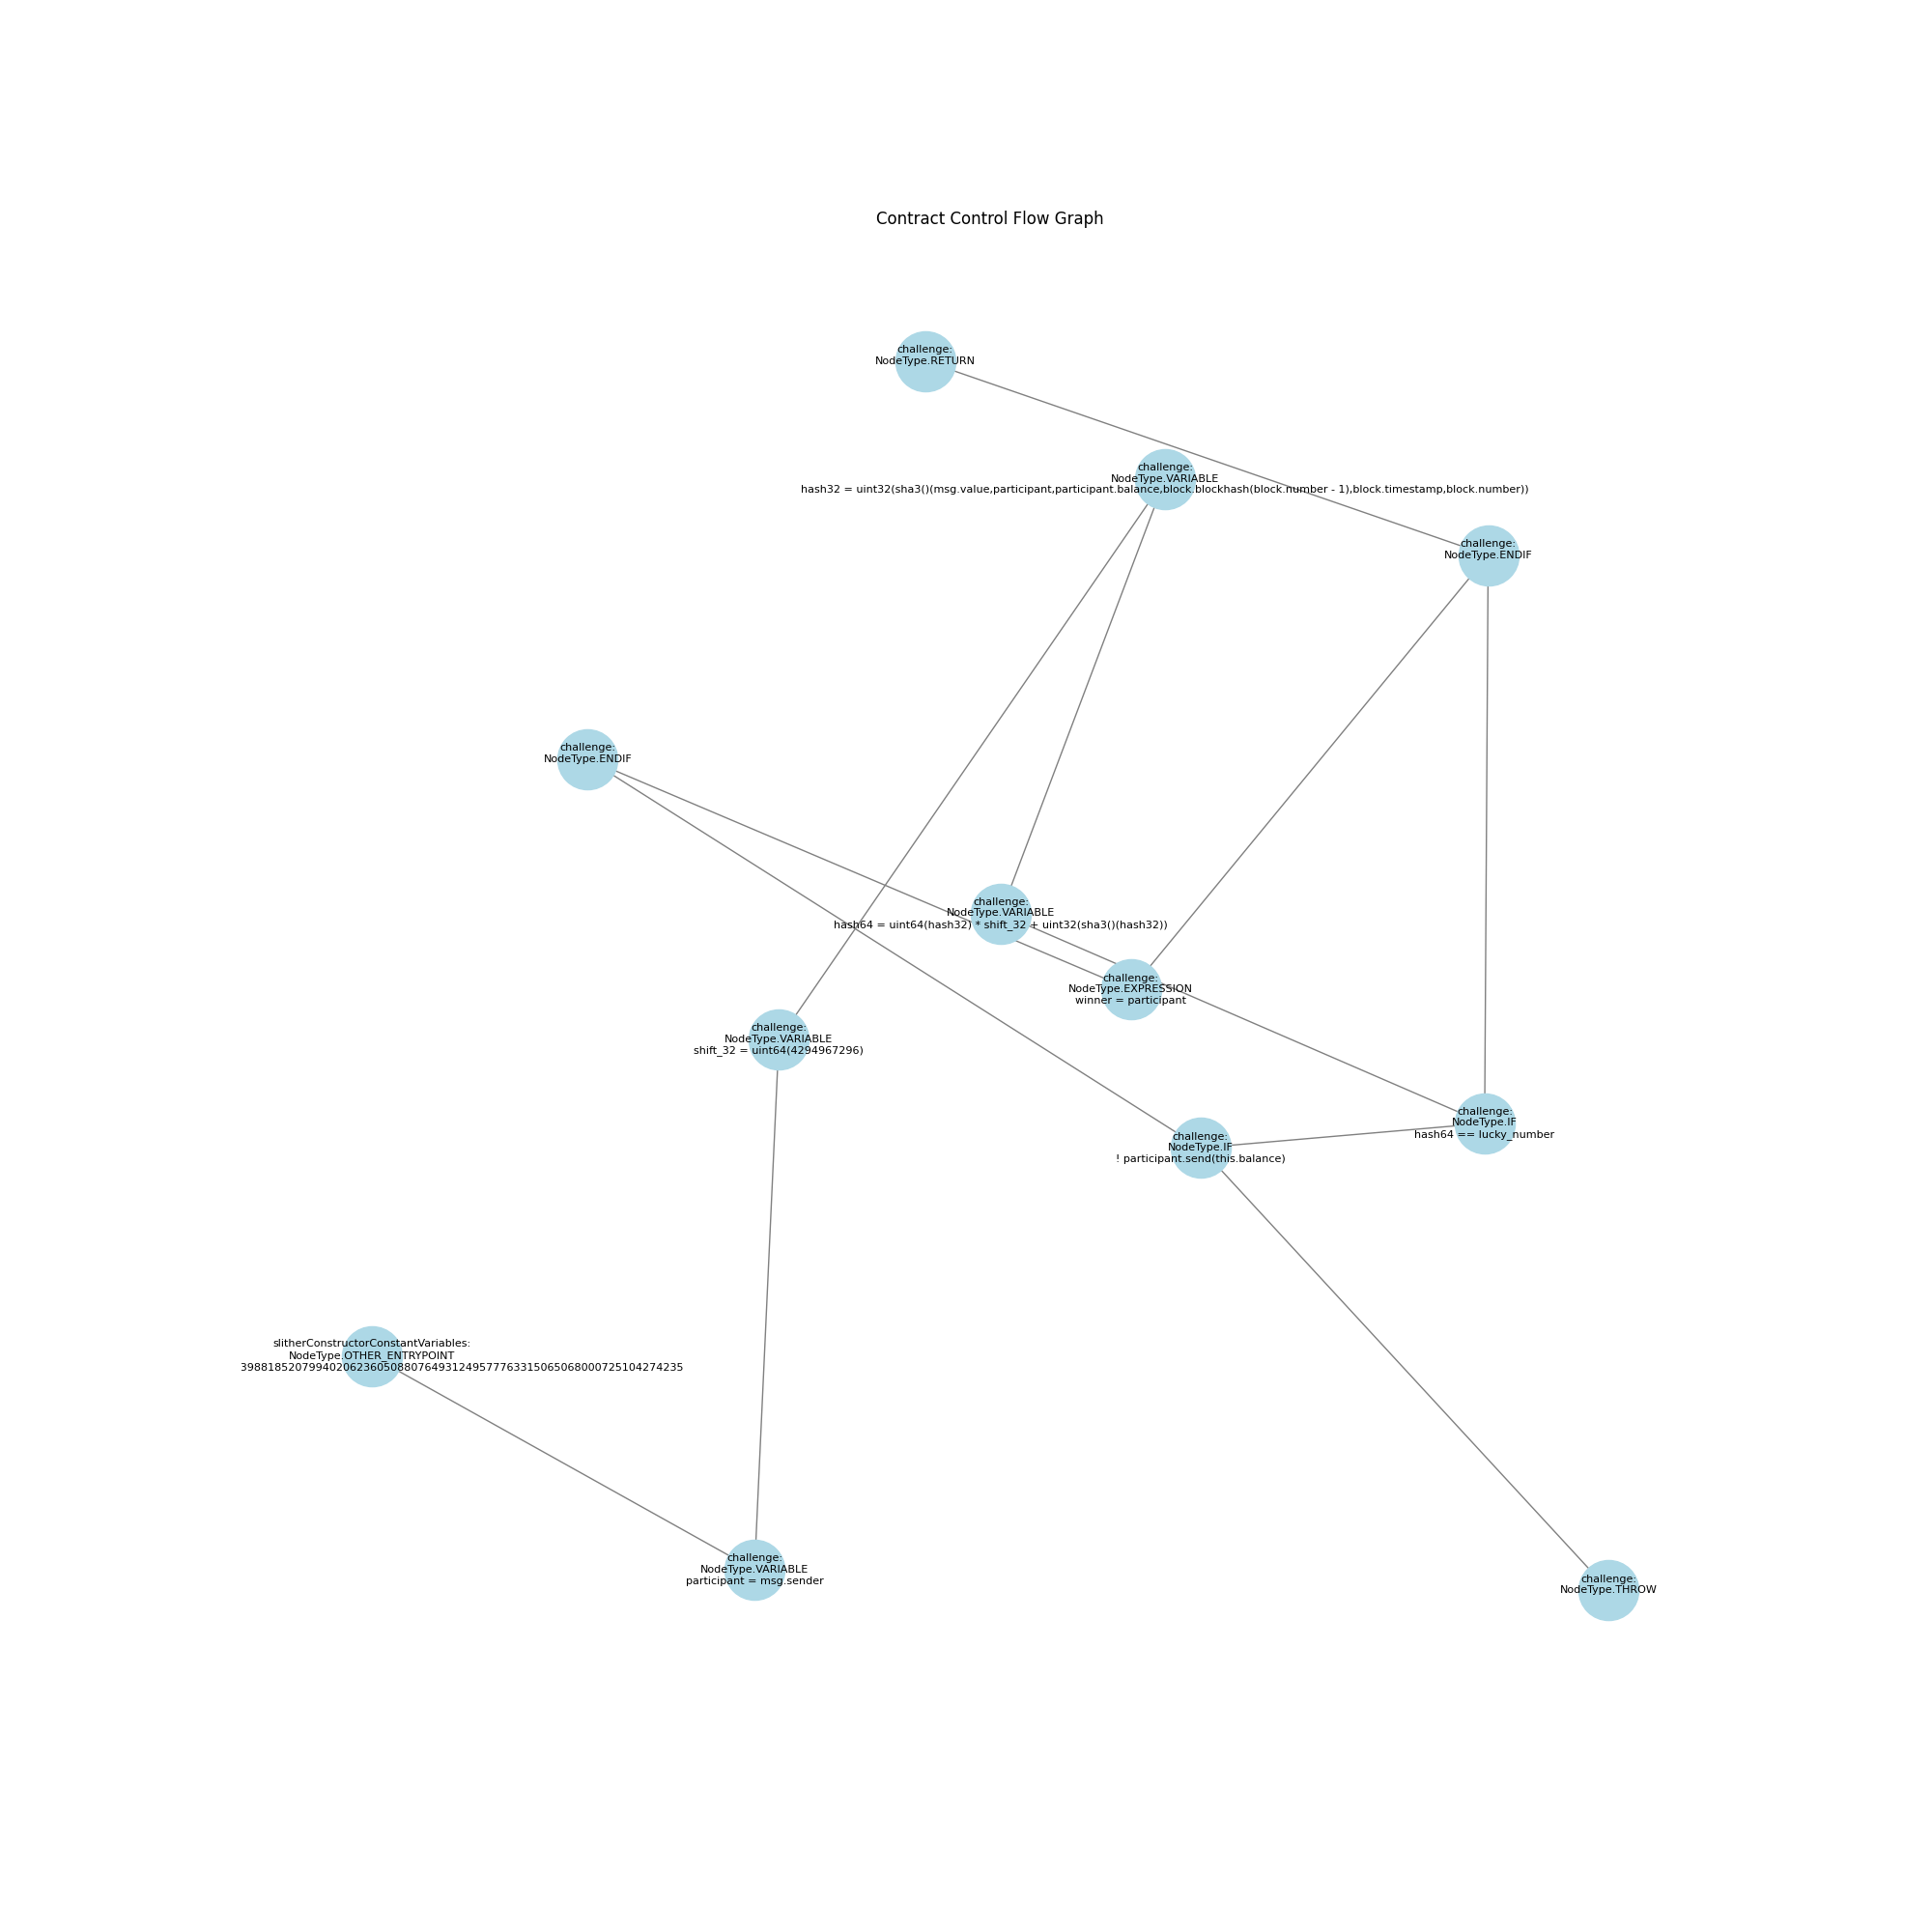 Contract Control Flow Graph
challenge:
NodeType.RETURN
challenge:
NodeType.VARIABLE
hash32 = uint32(sha3()(msg.value,participant,participant.balance,block.blockhash(block.number - 1),block.timestamp,block.number))
challenge:
NodeType.ENDIF
challenge:
NodeType.ENDIF
challenge:
NodeType.VARIABLE
hash64 = uint64(hash32) * shift_32 + uint32(sha3()(hash32))
challenge:
NodeType.EXPRESSION
winner = participant
challenge:
NodeType.VARIABLE
shift_32 = uint64(4294967296)
challenge:
NodeType.IF
hash64 == lucky_number
challenge:
NodeType.IF
! participant.send(this.balance)
slitherConstructorConstantVariables:
NodeType.OTHER_ENTRYPOINT
39881852079940206236050880764931249577763315065068000725104274235
challenge:
NodeType.VARIABLE
participant = msg.sender
challenge:
NodeType.THROW